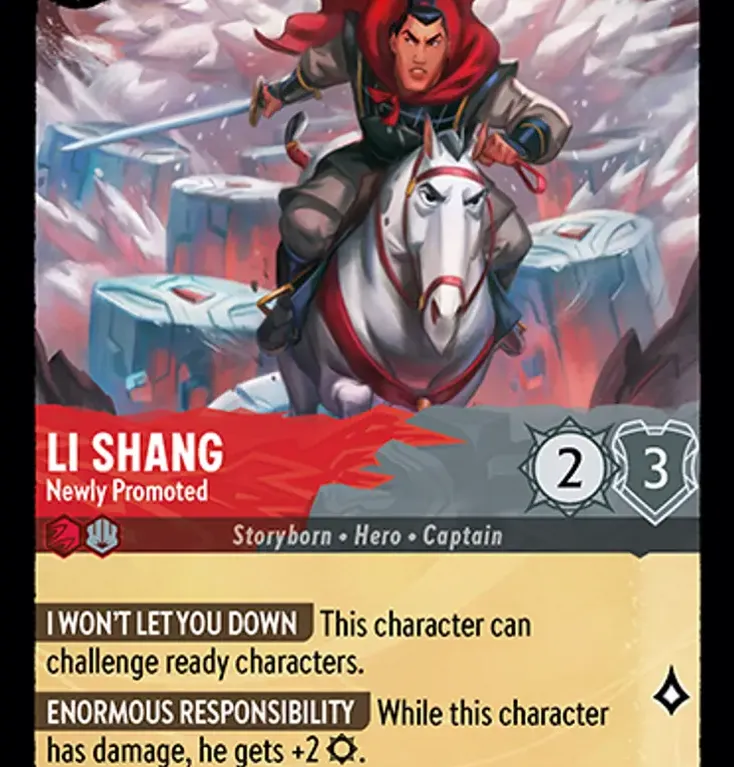 LI SHANG
Newly Promoted
2 3
Storyborn • Hero • Captain
I WON'T LET YOU DOWN This character can
challenge ready characters.
ENORMOUS RESPONSIBILITY While this character
has damage, he gets +2 ⛭.